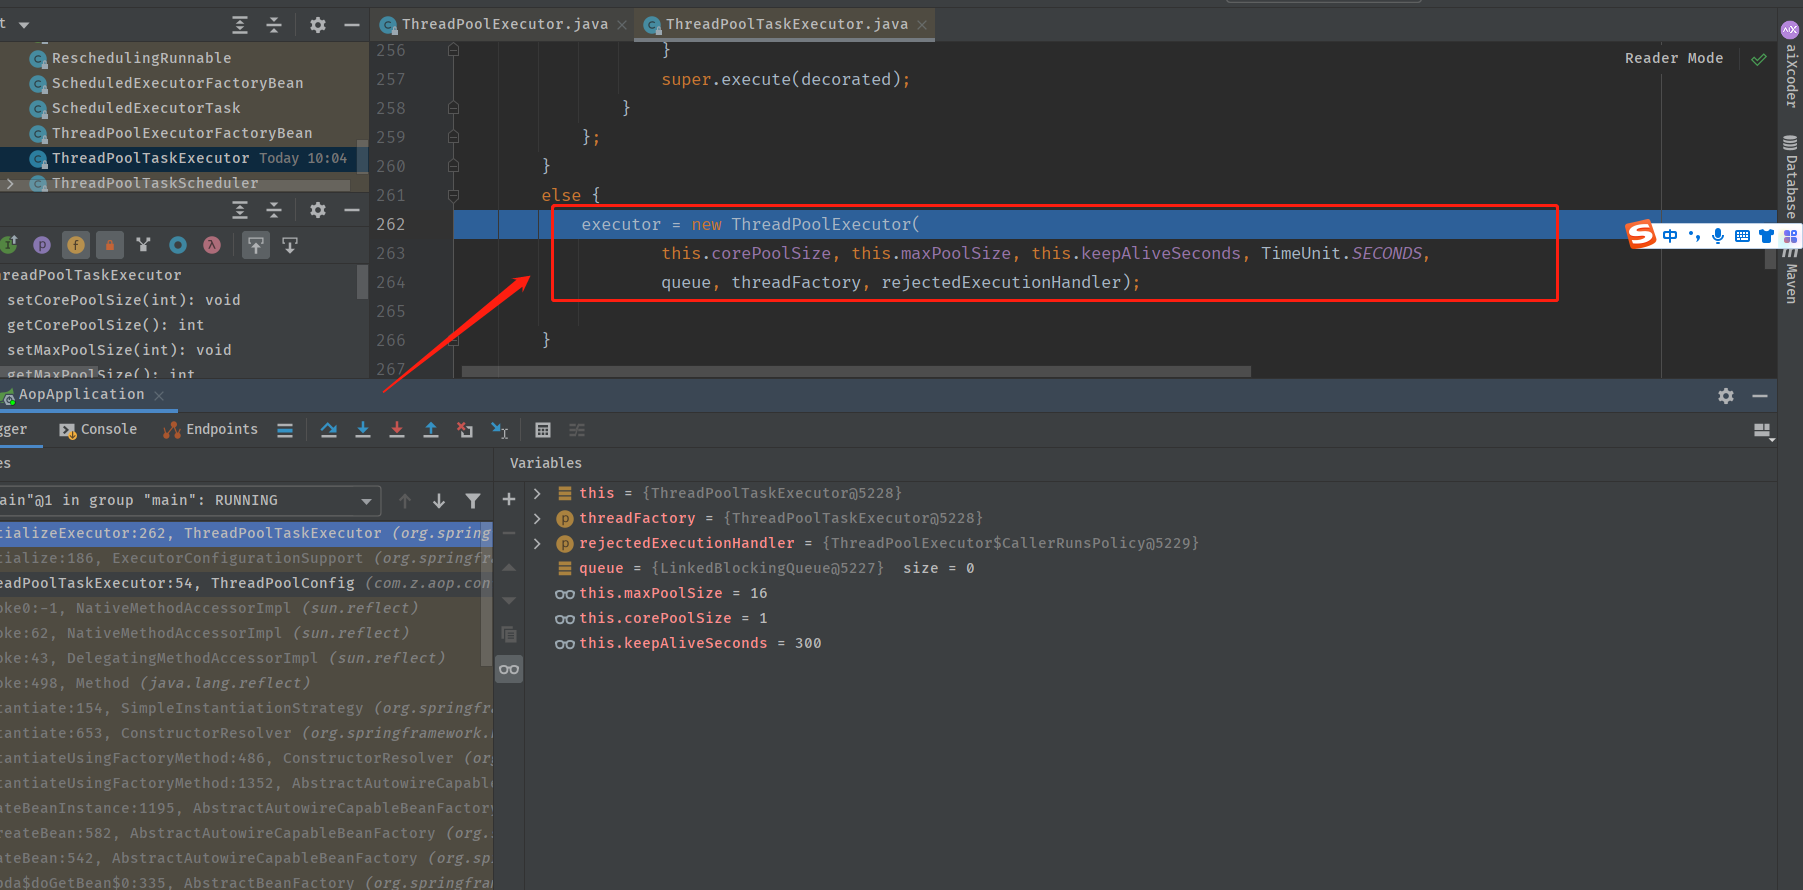 t
ThreadPoolExecutor.java
ThreadPoolTaskExecutor.java
ReschedulingRunnable
ScheduledExecutorFactoryBean
ScheduledExecutorTask
ThreadPoolExecutorFactoryBean
ThreadPoolTaskExecutor Today 10:04
ThreadPoolTaskScheduler
readPoolTaskExecutor
setCorePoolSize(int): void
getCorePoolSize(): int
setMaxPoolSize(int): void
getMaxPoolSize(): int
256 }
257 super.execute(decorated);
258 }
259 };
260 }
261 else {
262 executor = new ThreadPoolExecutor(
263 this.corePoolSize, this.maxPoolSize, this.keepAliveSeconds, TimeUnit.SECONDS,
264 queue, threadFactory, rejectedExecutionHandler);
265
266 }
267
Reader Mode
aiXcoder
Database
Maven
中
AopApplication
gger
Console
Endpoints
es
Variables
ain"@1 in group "main": RUNNING
tializeExecutor:262, ThreadPoolTaskExecutor (org.spring
tialize:186, ExecutorConfigurationSupport (org.springfr
eadPoolTaskExecutor:54, ThreadPoolConfig (com.z.aop.con
oke0:-1, NativeMethodAccessorImpl (sun.reflect)
oke:62, NativeMethodAccessorImpl (sun.reflect)
oke:43, DelegatingMethodAccessorImpl (sun.reflect)
oke:498, Method (java.lang.reflect)
tantiate:154, SimpleInstantiationStrategy (org.springfr
tantiate:653, ConstructorResolver (org.springframework.
tantiateUsingFactoryMethod:486, ConstructorResolver (or
tantiateUsingFactoryMethod:1352, AbstractAutowireCapabl
ateBeanInstance:1195, AbstractAutowireCapableBeanFactory
reateBean:582, AbstractAutowireCapableBeanFactory (org.
ateBean:542, AbstractAutowireCapableBeanFactory (org.sp
bda$doGetBean$0:335, AbstractBeanFactory (org.springfra
this = {ThreadPoolTaskExecutor@5228}
threadFactory = {ThreadPoolTaskExecutor@5228}
rejectedExecutionHandler = {ThreadPoolExecutor$CallerRunsPolicy@5229}
queue = {LinkedBlockingQueue@5227} size = 0
this.maxPoolSize = 16
this.corePoolSize = 1
this.keepAliveSeconds = 300